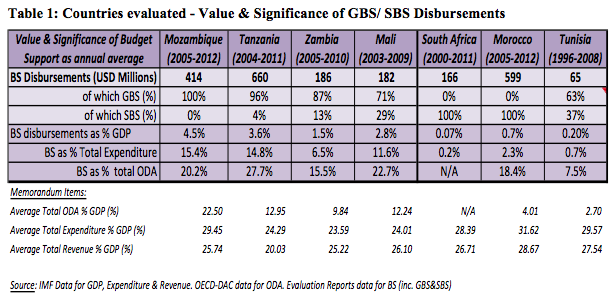 Table 1: Countries evaluated - Value & Significance of GBS/ SBS Disbursements
Value & Significance of Budget Support as annual average Mozambique (2005-2012) Tanzania (2004-2011) Zambia (2005-2010) Mali (2003-2009) South Africa (2000-2011) Morocco (2005-2012) Tunisia (1996-2008)
BS Disbursements (USD Millions) 414 660 186 182 166 599 65
of which GBS (%) 100% 96% 87% 71% 0% 0% 63%
of which SBS (%) 0% 4% 13% 29% 100% 100% 37%
BS disbursements as % GDP 4.5% 3.6% 1.5% 2.8% 0.07% 0.7% 0.20%
BS as % Total Expenditure 15.4% 14.8% 6.5% 11.6% 0.2% 2.3% 0.7%
BS as % total ODA 20.2% 27.7% 15.5% 22.7% N/A 18.4% 7.5%
Memorandum Items:
Average Total ODA % GDP (%) 22.50 12.95 9.84 12.24 N/A 4.01 2.70
Average Total Expenditure % GDP (%) 29.45 24.29 23.59 24.01 28.39 31.62 29.57
Average Total Revenue % GDP (%) 25.74 20.03 25.22 26.10 26.71 28.67 27.54
Source: IMF Data for GDP, Expenditure & Revenue. OECD-DAC data for ODA. Evaluation Reports data for BS (inc. GBS&SBS)